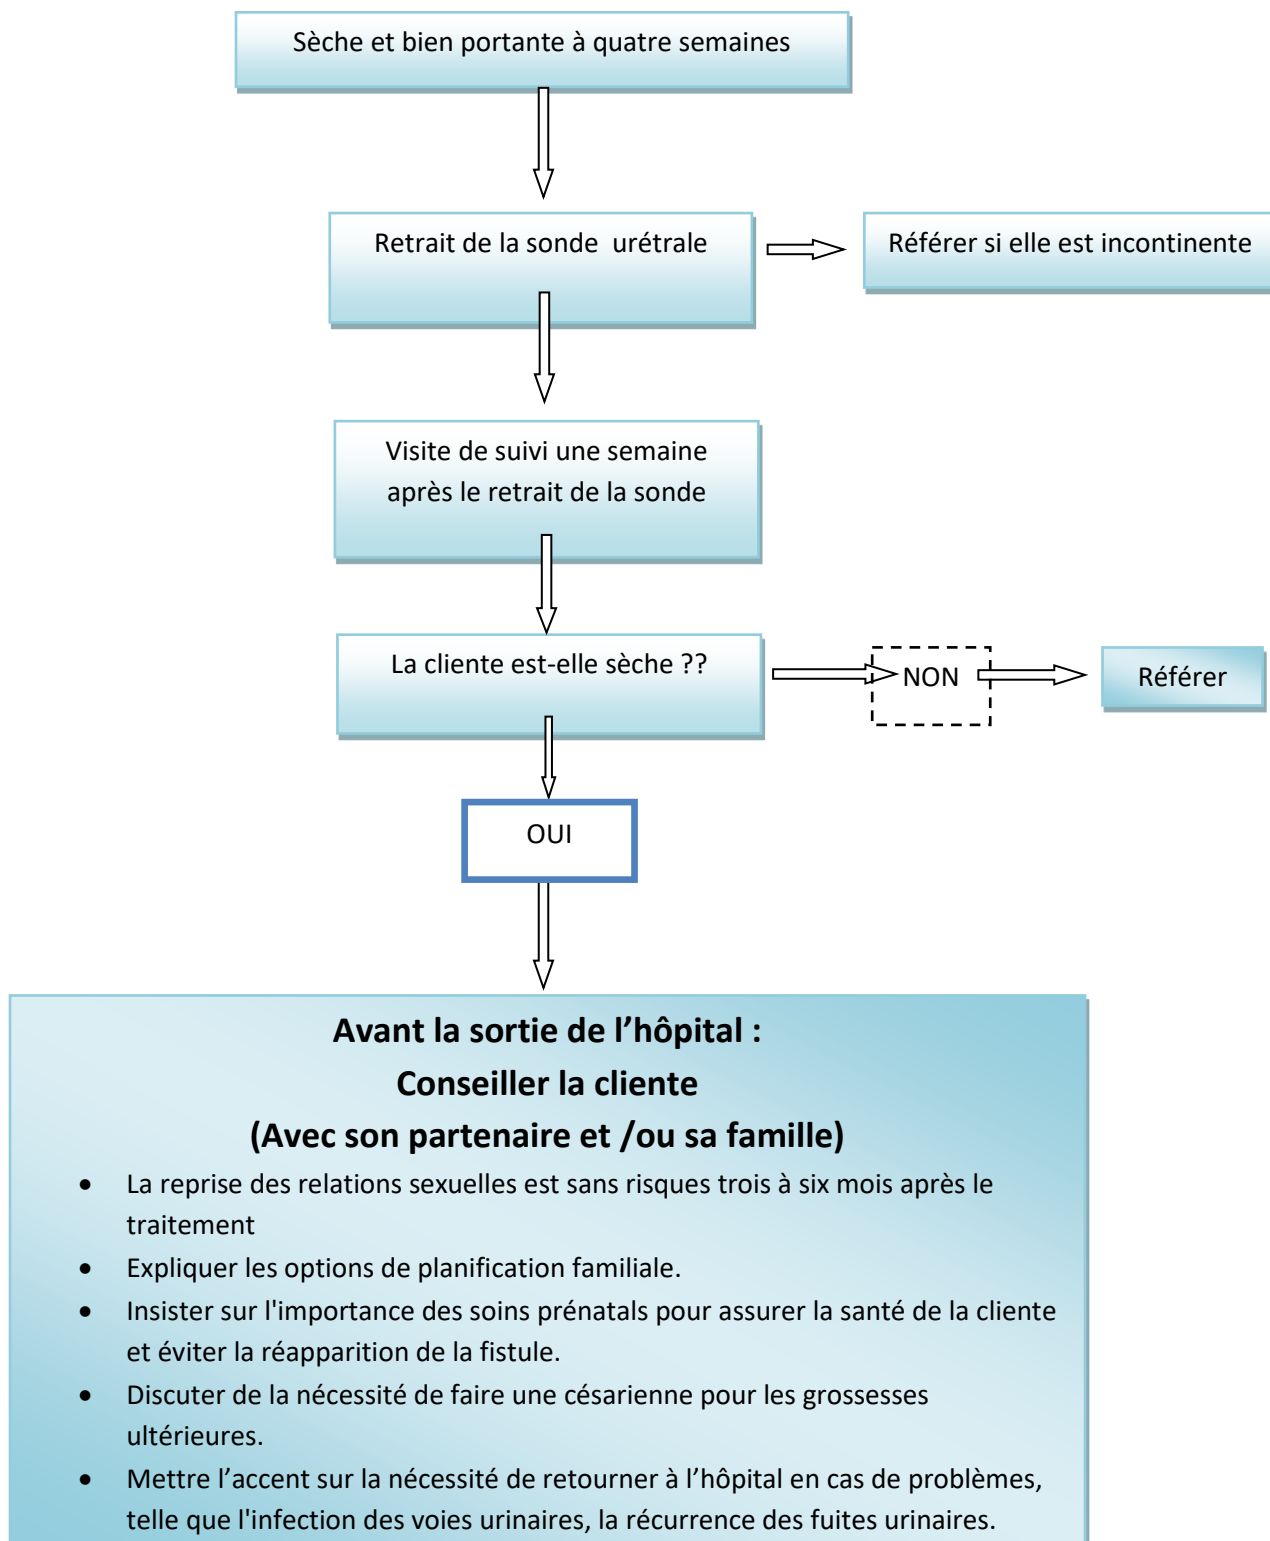 Sèche et bien portante à quatre semaines
Retrait de la sonde urétrale
Référer si elle est incontinente
Visite de suivi une semaine
après le retrait de la sonde
La cliente est-elle sèche ??
NON
Référer
OUI
Avant la sortie de l’hôpital :
Conseiller la cliente
(Avec son partenaire et /ou sa famille)
• La reprise des relations sexuelles est sans risques trois à six mois après le
traitement
• Expliquer les options de planification familiale.
• Insister sur l'importance des soins prénatals pour assurer la santé de la cliente
et éviter la réapparition de la fistule.
• Discuter de la nécessité de faire une césarienne pour les grossesses
ultérieures.
• Mettre l’accent sur la nécessité de retourner à l’hôpital en cas de problèmes,
telle que l'infection des voies urinaires, la récurrence des fuites urinaires.